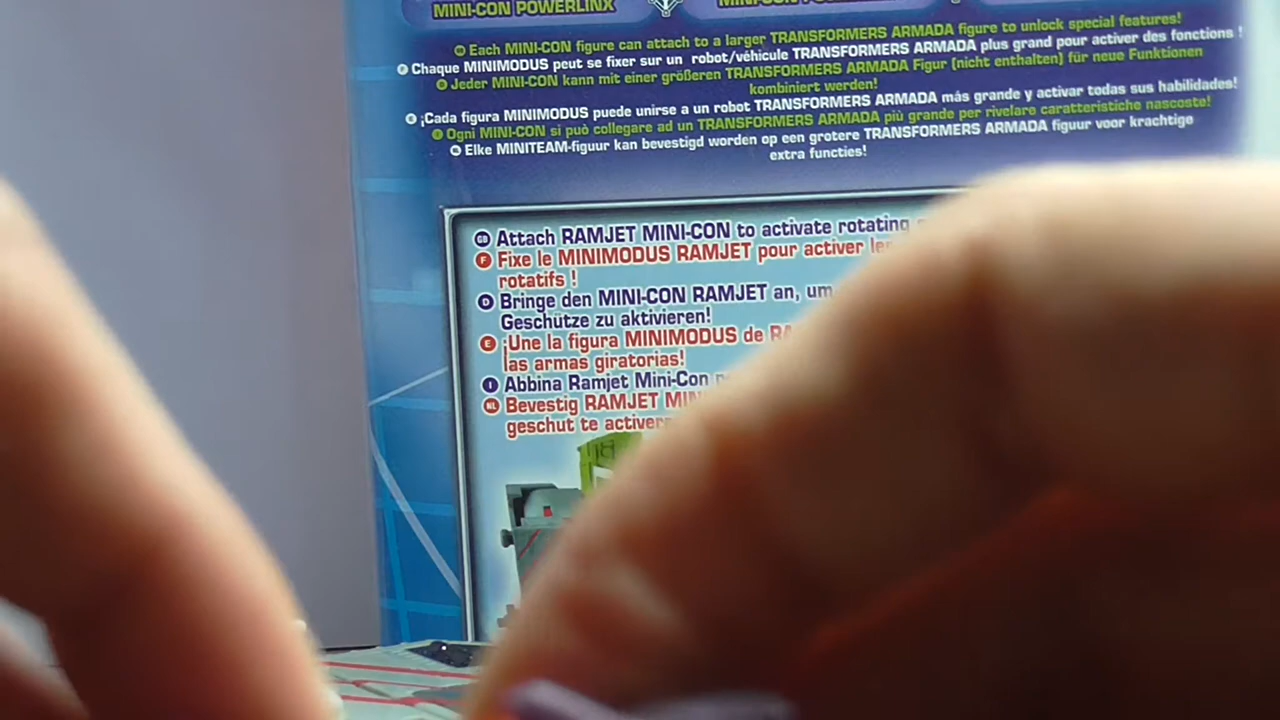 MINI-CON POWERLINX
GB Each MINI-CON figure can attach to a larger TRANSFORMERS ARMADA figure to unlock special features!
F Chaque MINIMODUS peut se fixer sur un robot/véhicule TRANSFORMERS ARMADA plus grand pour activer des fonctions !
D Jeder MINI-CON kann mit einer größeren TRANSFORMERS ARMADA Figur (nicht enthalten) für neue Funktionen
kombiniert werden!
E ¡Cada figura MINIMODUS puede unirse a un robot TRANSFORMERS ARMADA más grande y activar todas sus habilidades!
I Ogni MINI-CON si può collegare ad un TRANSFORMERS ARMADA più grande per rivelare caratteristiche nascoste!
NL Elke MINITEAM-figuur kan bevestigd worden op een grotere TRANSFORMERS ARMADA figuur voor krachtige
extra functies!
GB Attach RAMJET MINI-CON to activate rotating
F Fixe le MINIMODUS RAMJET pour activer
rotatifs !
D Bringe den MINI-CON RAMJET an, um
Geschütze zu aktivieren!
E ¡Une la figura MINIMODUS de
las armas giratorias!
I Abbina Ramjet Mini-Con
NL Bevestig RAMJET
geschut te